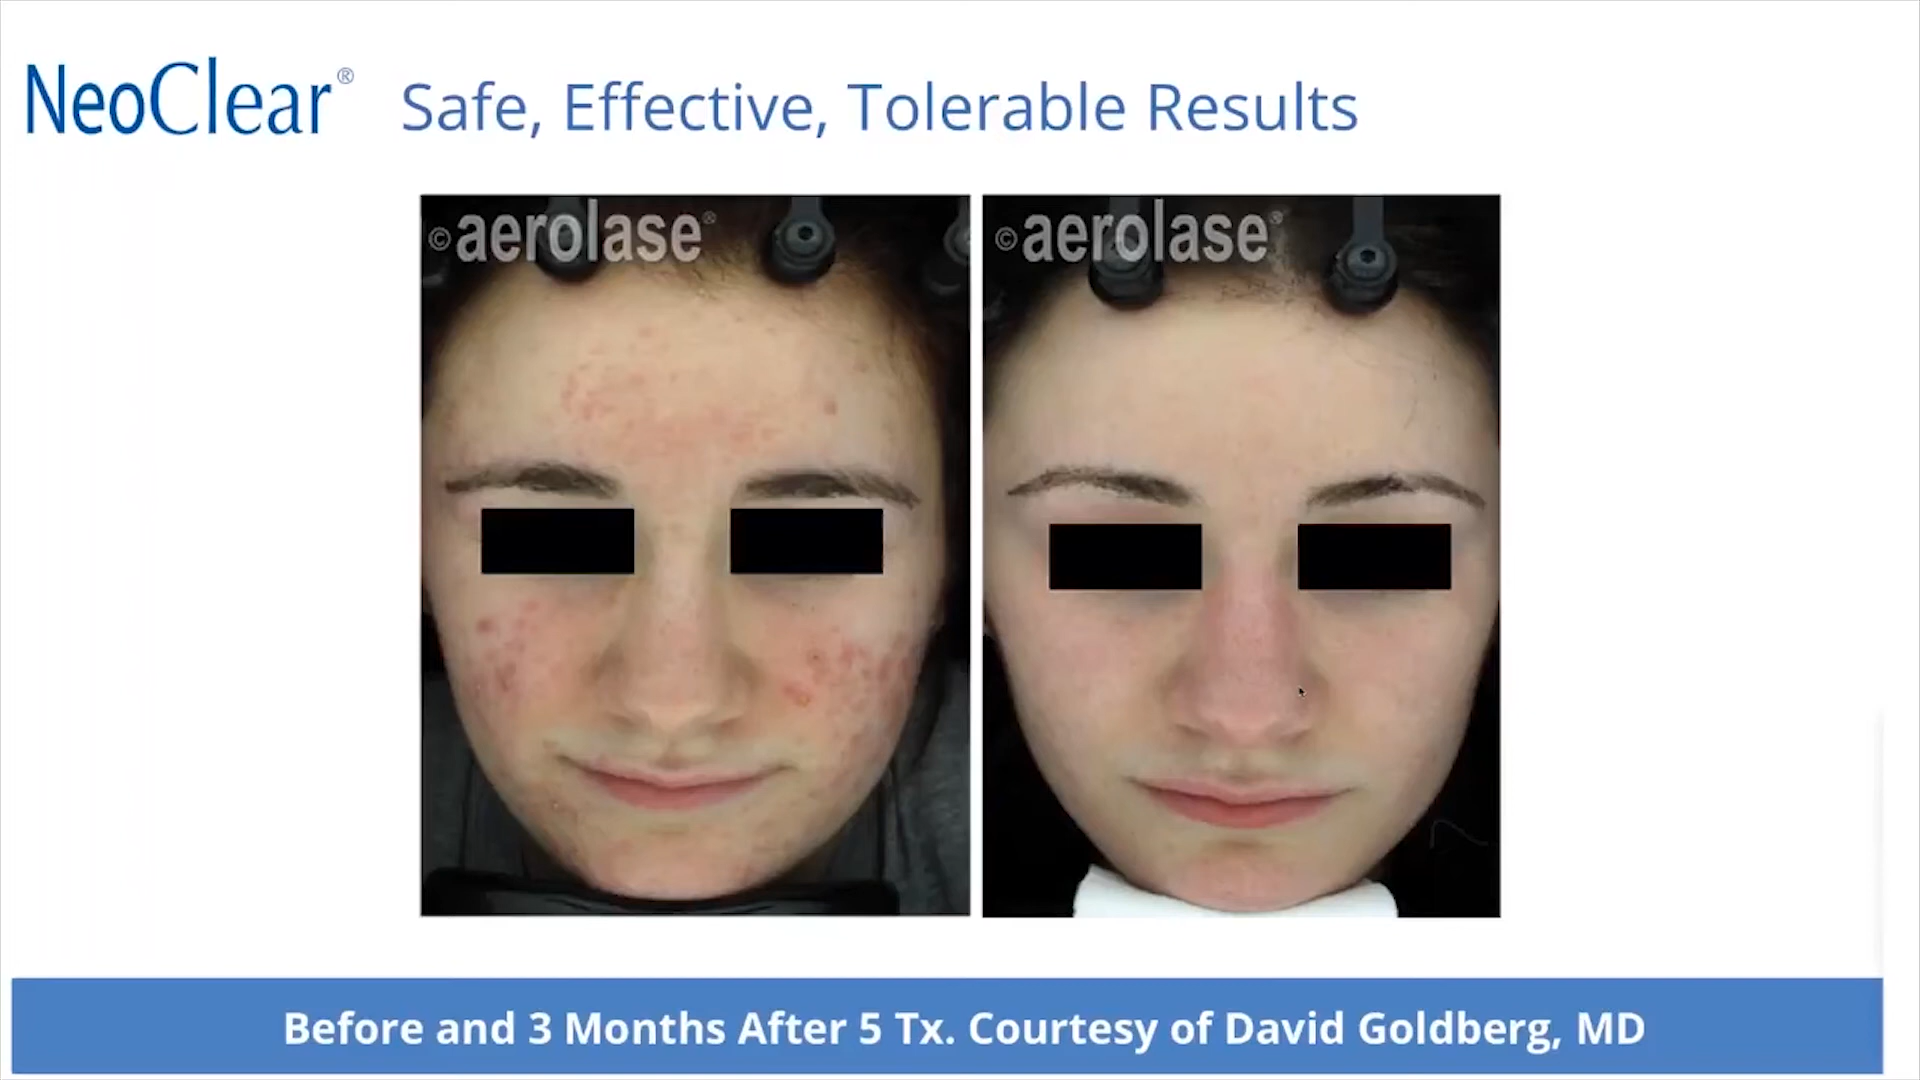 NeoClear® Safe, Effective, Tolerable Results
©aerolase® ©aerolase®
Before and 3 Months After 5 Tx. Courtesy of David Goldberg, MD